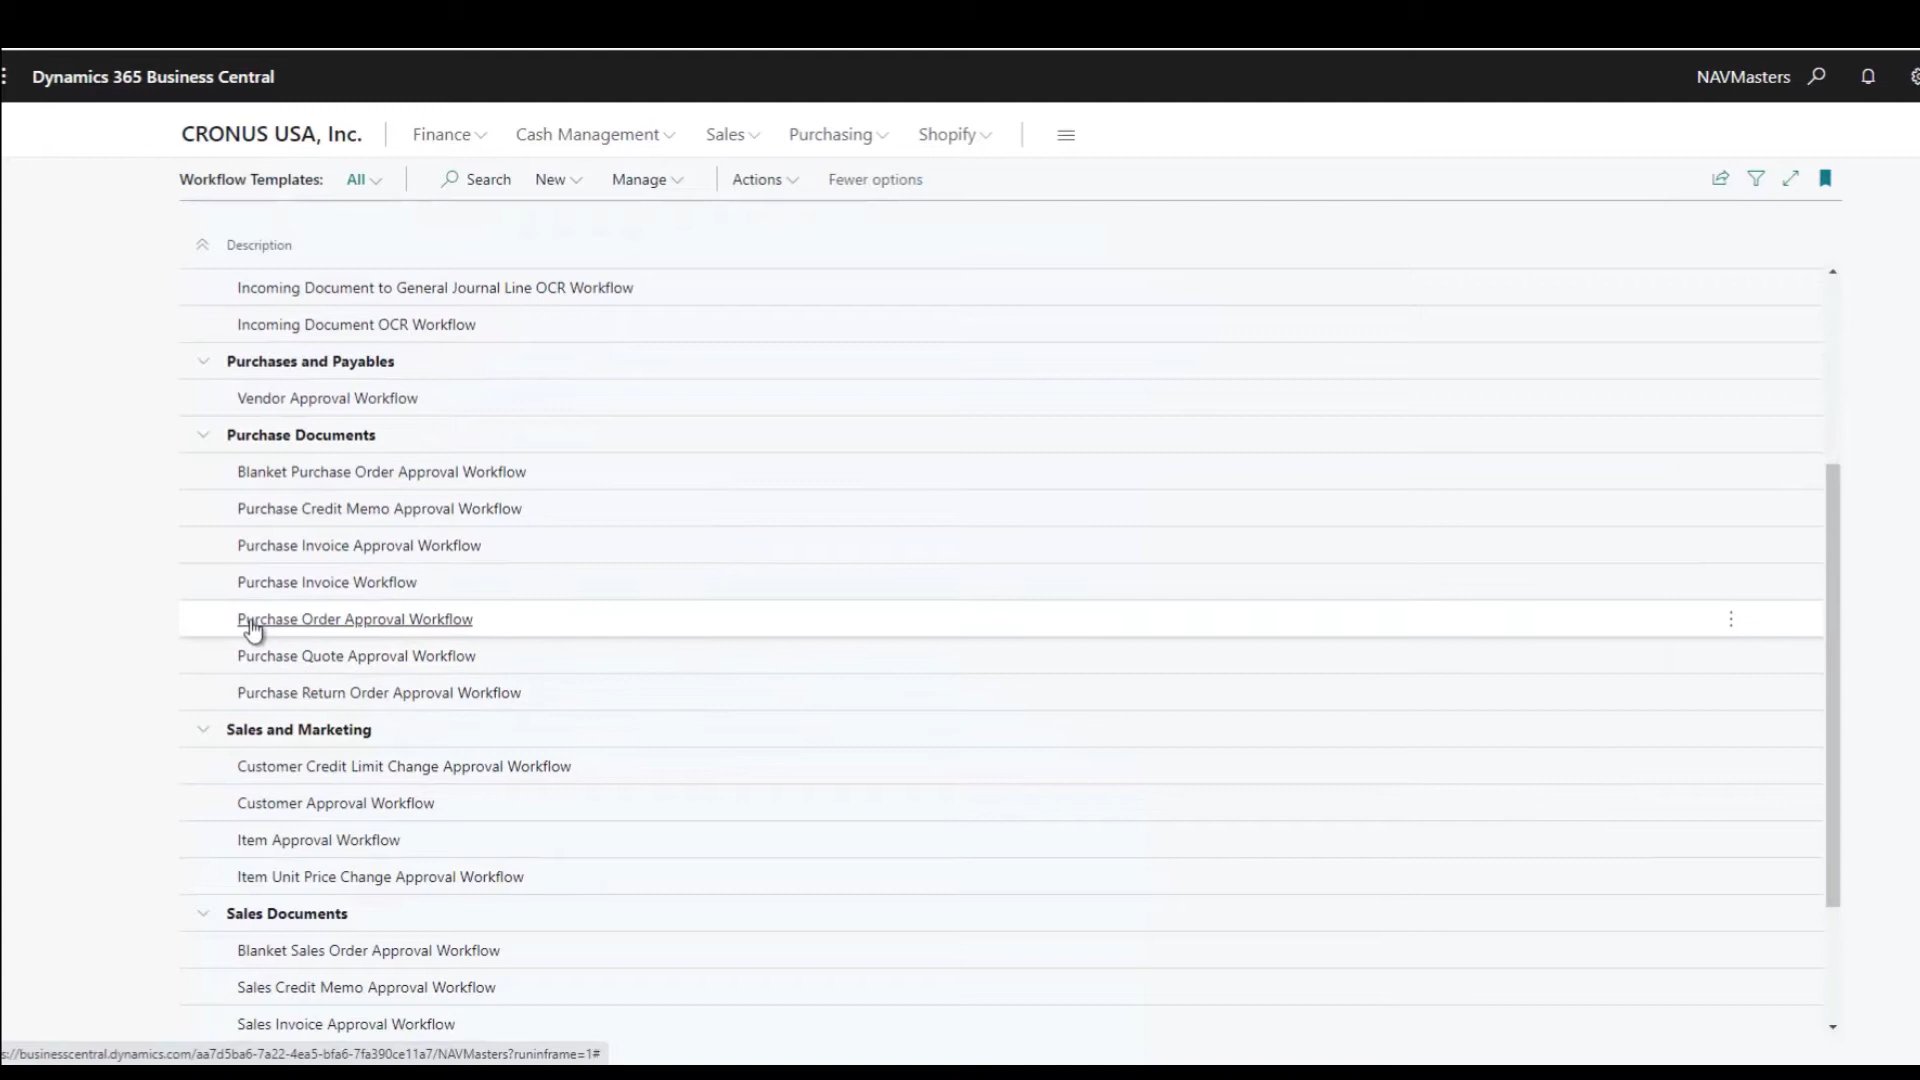 Dynamics 365 Business Central
NAVMasters
CRONUS USA, Inc. Finance Cash Management Sales Purchasing Shopify
Workflow Templates: All Search New Manage Actions Fewer options
Description
Incoming Document to General Journal Line OCR Workflow
Incoming Document OCR Workflow
Purchases and Payables
Vendor Approval Workflow
Purchase Documents
Blanket Purchase Order Approval Workflow
Purchase Credit Memo Approval Workflow
Purchase Invoice Approval Workflow
Purchase Invoice Workflow
Purchase Order Approval Workflow
Purchase Quote Approval Workflow
Purchase Return Order Approval Workflow
Sales and Marketing
Customer Credit Limit Change Approval Workflow
Customer Approval Workflow
Item Approval Workflow
Item Unit Price Change Approval Workflow
Sales Documents
Blanket Sales Order Approval Workflow
Sales Credit Memo Approval Workflow
Sales Invoice Approval Workflow
s://businesscentral.dynamics.com/aa7d5ba6-7a22-4ea5-bfa6-7fa390ce11a7/NAVMasters?runinframe=1#